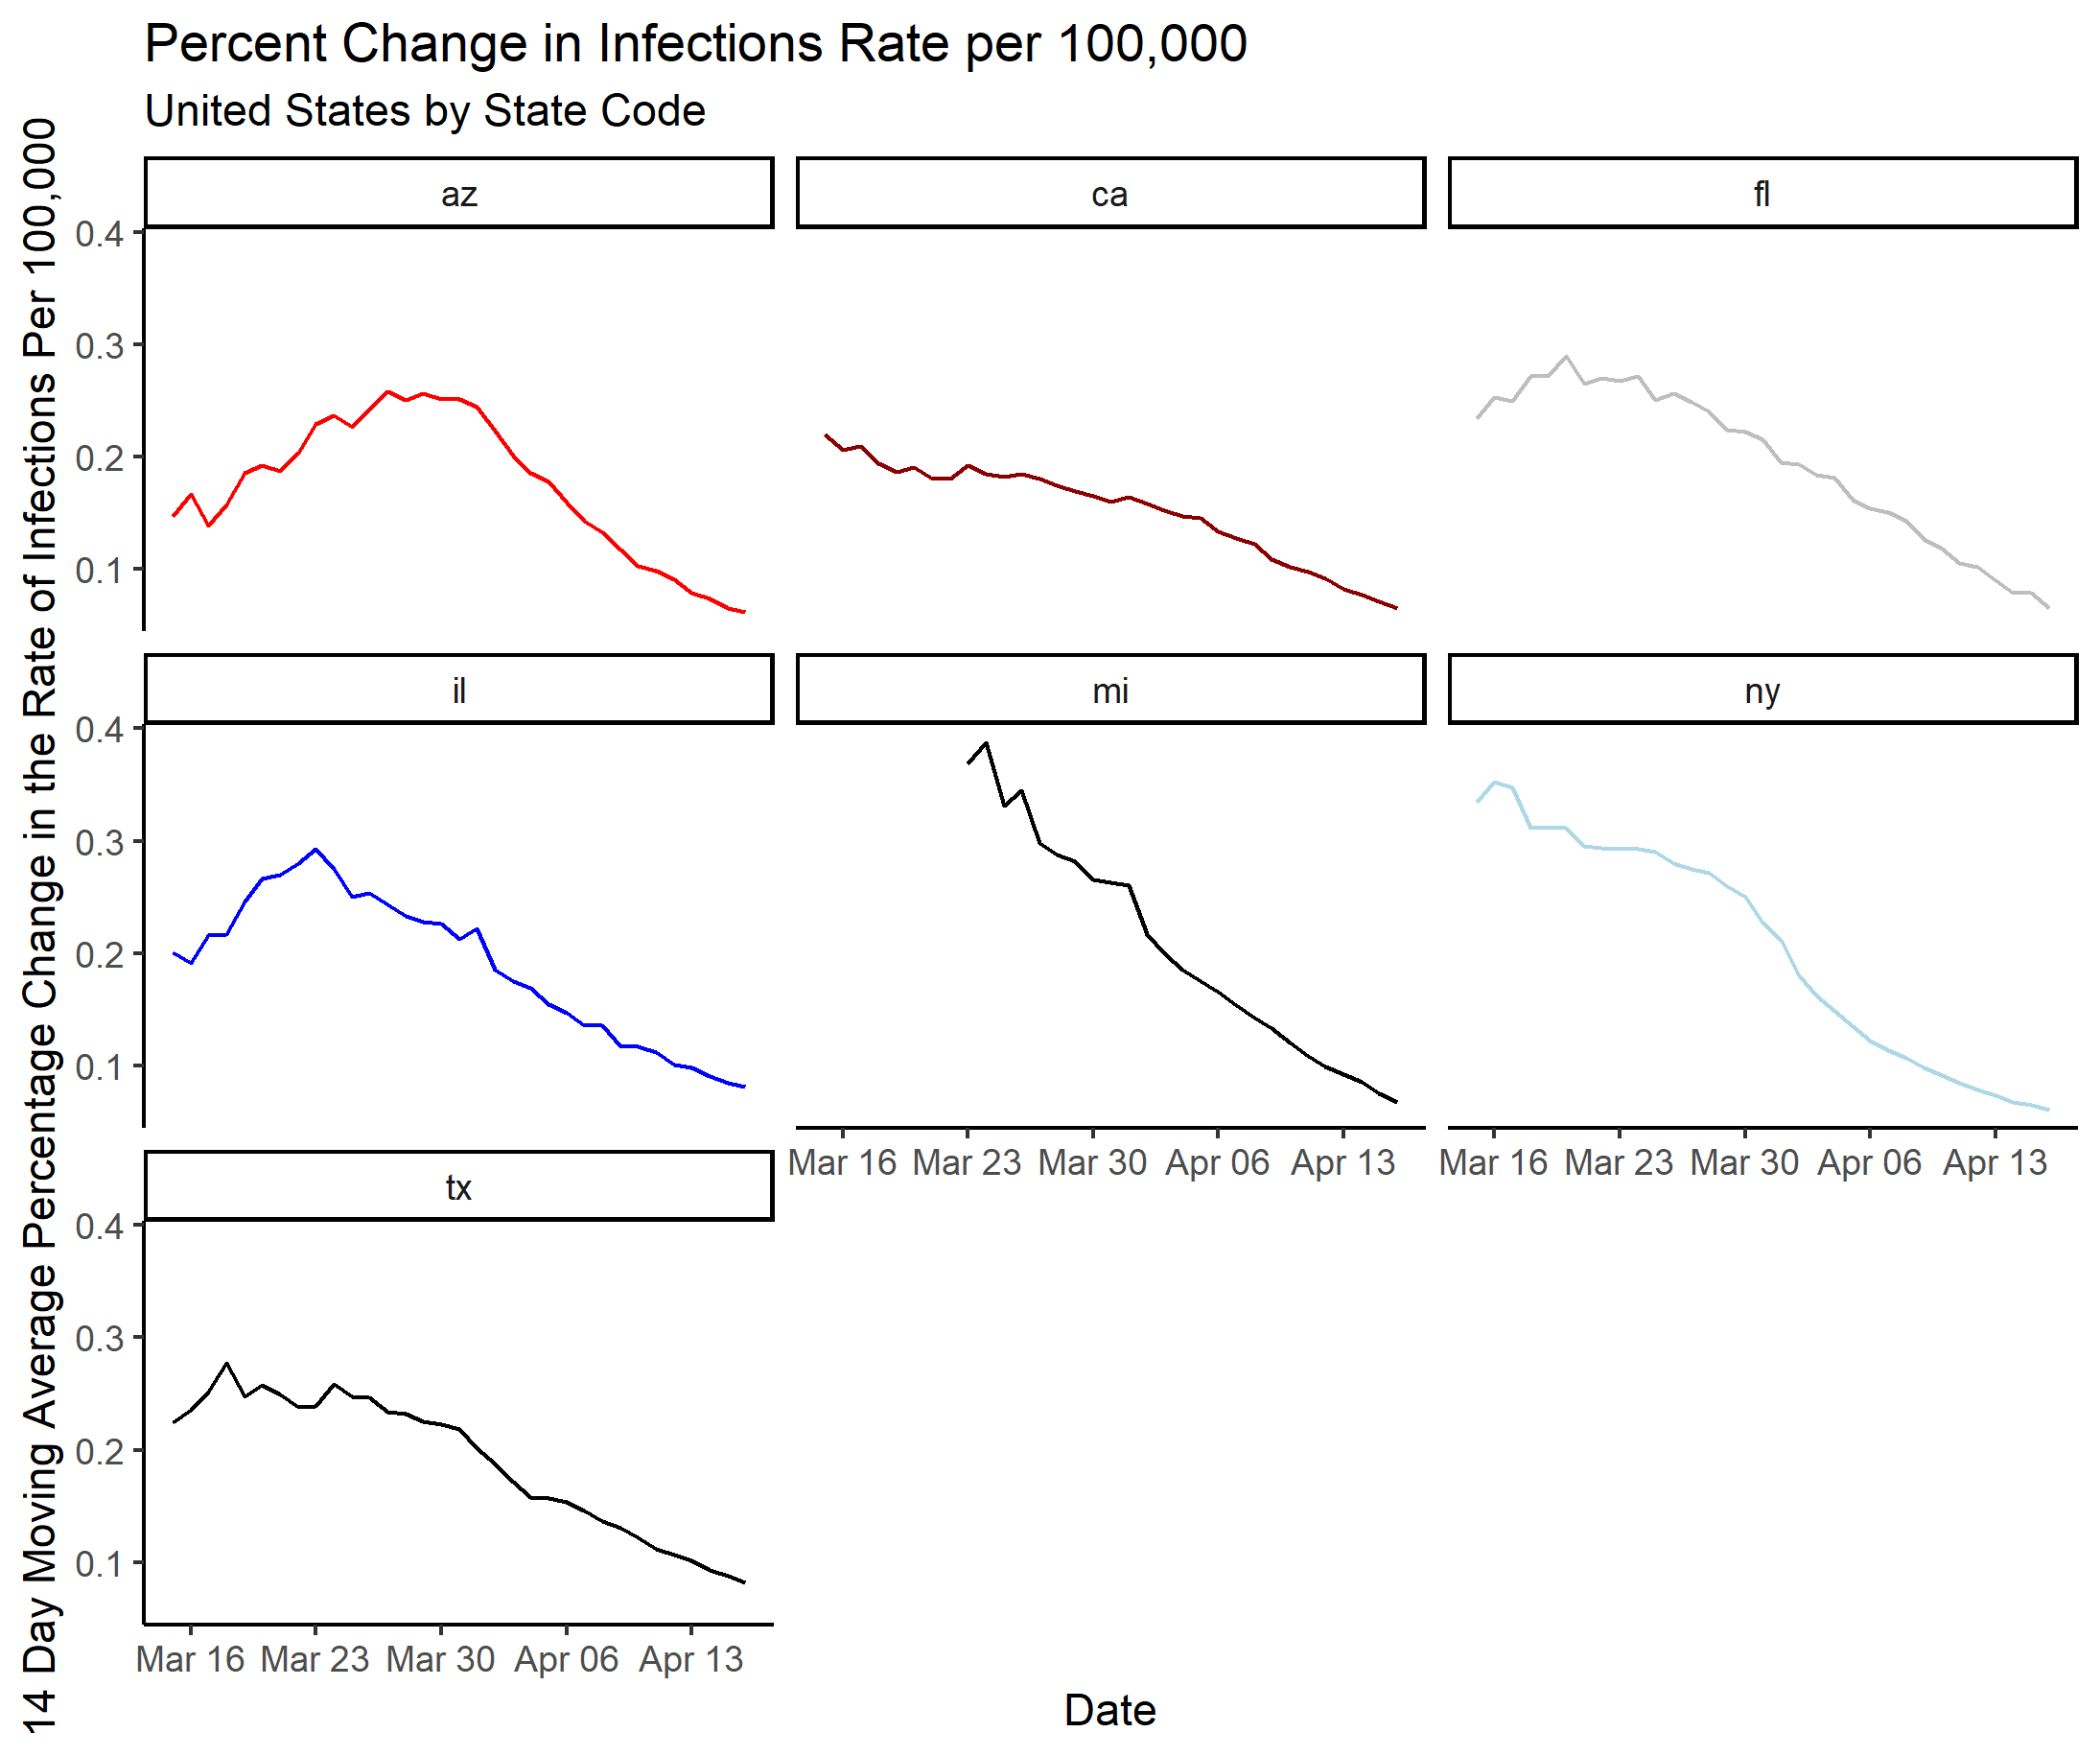 Percent Change in Infections Rate per 100,000
United States by State Code
14 Day Moving Average Percentage Change in the Rate of Infections Per 100,000
az
ca
fl
0.4
0.3
0.2
0.1
il
mi
ny
0.4
0.3
0.2
0.1
Mar 16 Mar 23 Mar 30 Apr 06 Apr 13
Mar 16 Mar 23 Mar 30 Apr 06 Apr 13
tx
0.4
0.3
0.2
0.1
Mar 16 Mar 23 Mar 30 Apr 06 Apr 13
Date